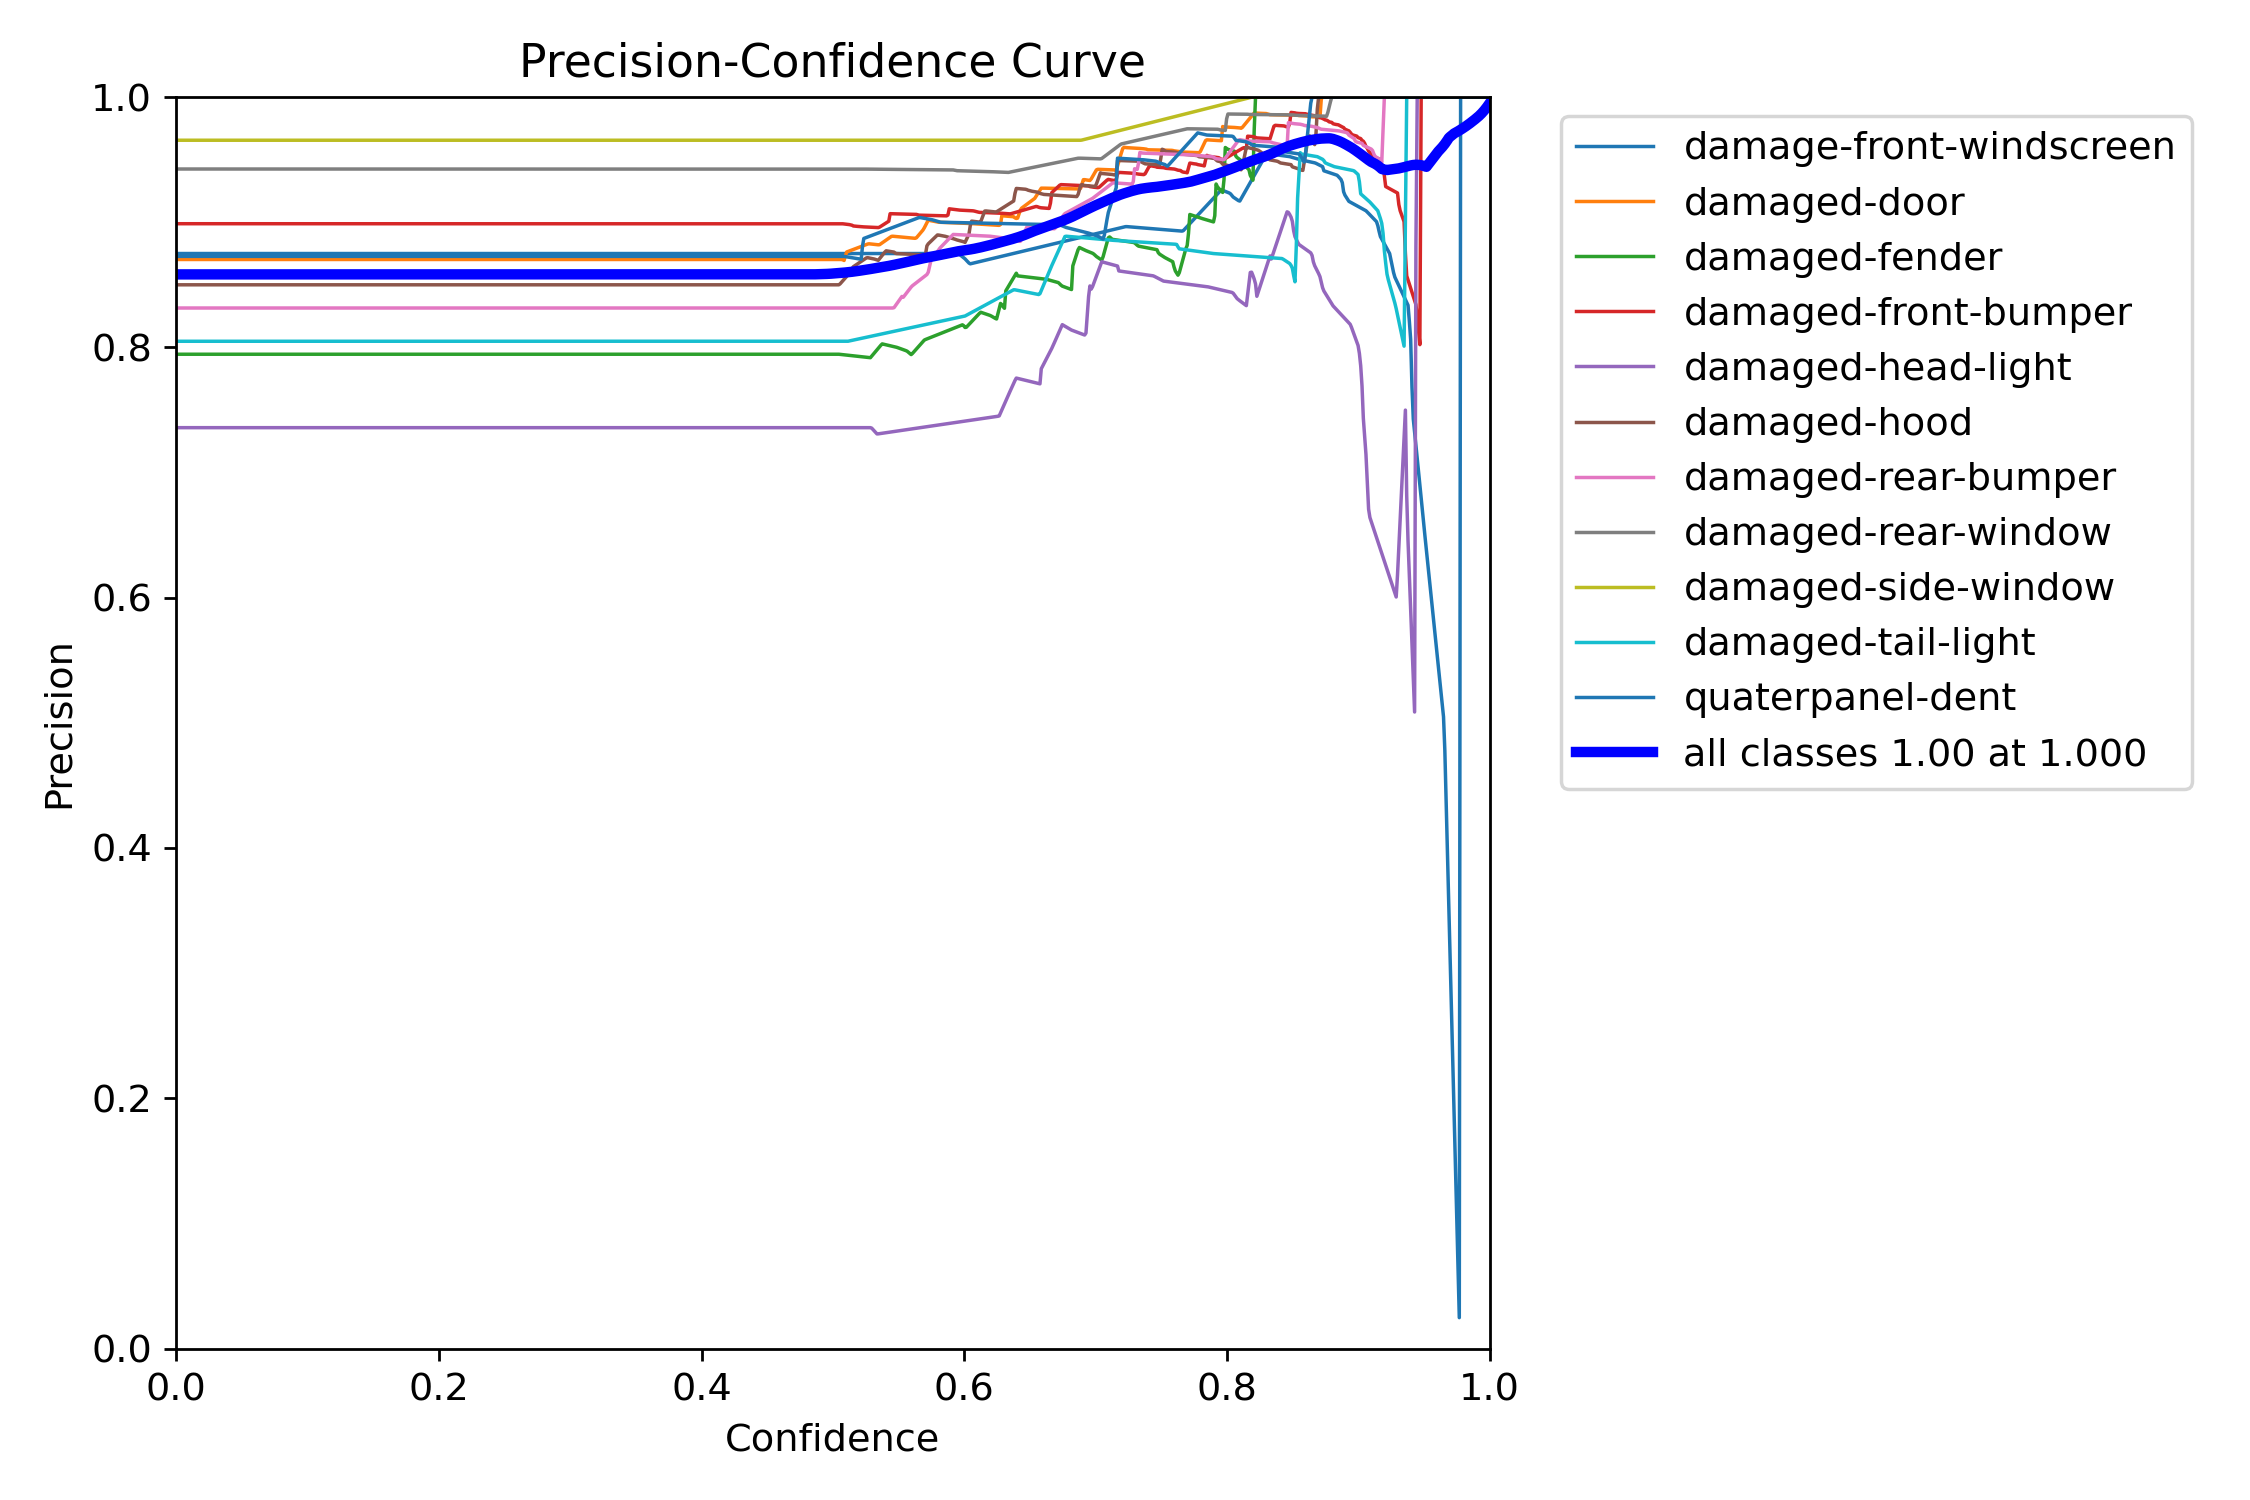 Precision-Confidence Curve
1.0
0.8
0.6
0.4
0.2
0.0
Precision
0.0 0.2 0.4 0.6 0.8 1.0
Confidence
damage-front-windscreen
damaged-door
damaged-fender
damaged-front-bumper
damaged-head-light
damaged-hood
damaged-rear-bumper
damaged-rear-window
damaged-side-window
damaged-tail-light
quaterpanel-dent
all classes 1.00 at 1.000